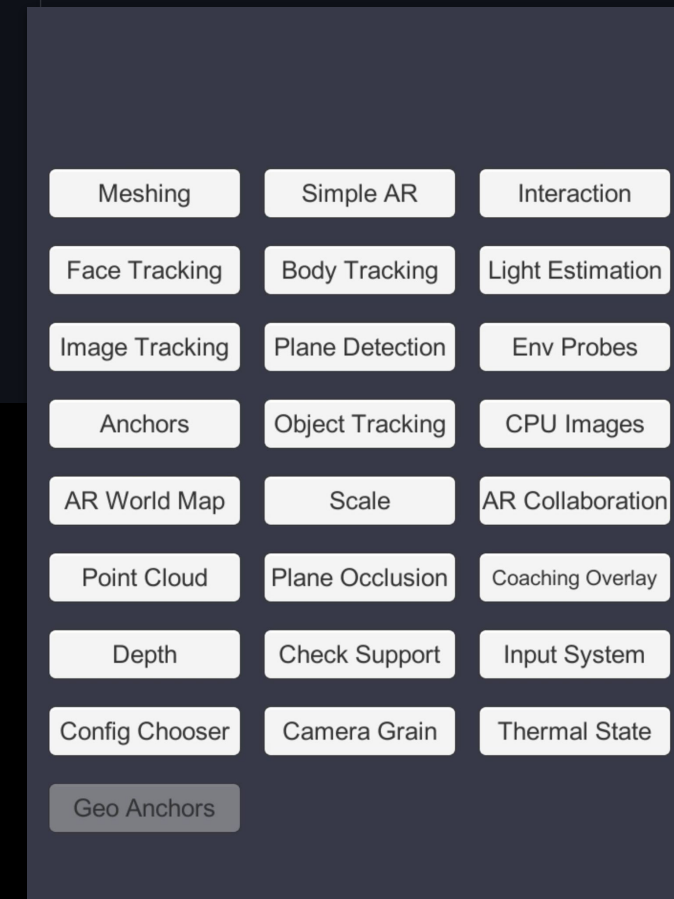 Meshing
Simple AR
Interaction
Face Tracking
Body Tracking
Light Estimation
Image Tracking
Plane Detection
Env Probes
Anchors
Object Tracking
CPU Images
AR World Map
Scale
AR Collaboration
Point Cloud
Plane Occlusion
Coaching Overlay
Depth
Check Support
Input System
Config Chooser
Camera Grain
Thermal State
Geo Anchors